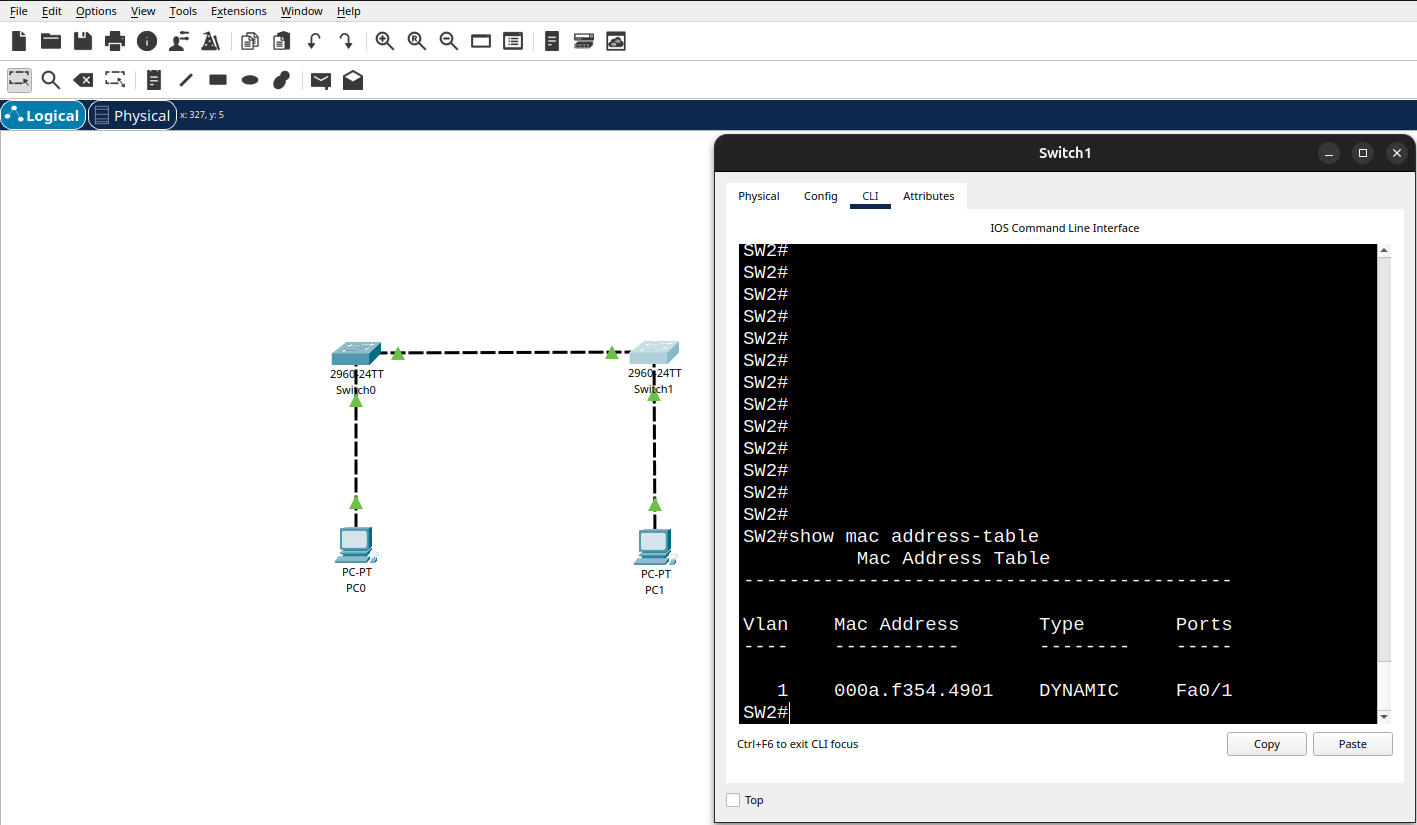 File Edit Options View Tools Extensions Window Help
Logical Physical x: 327, y: 5
Switch1
Physical Config CLI Attributes
IOS Command Line Interface
SW2#
SW2#
SW2#
SW2#
SW2#
SW2#
SW2#
SW2#
SW2#
SW2#
SW2#
SW2#
SW2#
SW2#show mac address-table
Mac Address Table
-------------------------------------------
Vlan Mac Address Type Ports
---- ----------- -------- -----
1 000a.f354.4901 DYNAMIC Fa0/1
SW2#
Ctrl+F6 to exit CLI focus
Copy Paste
Top
2960-24TT
Switch0
2960-24TT
Switch1
PC-PT
PC0
PC-PT
PC1